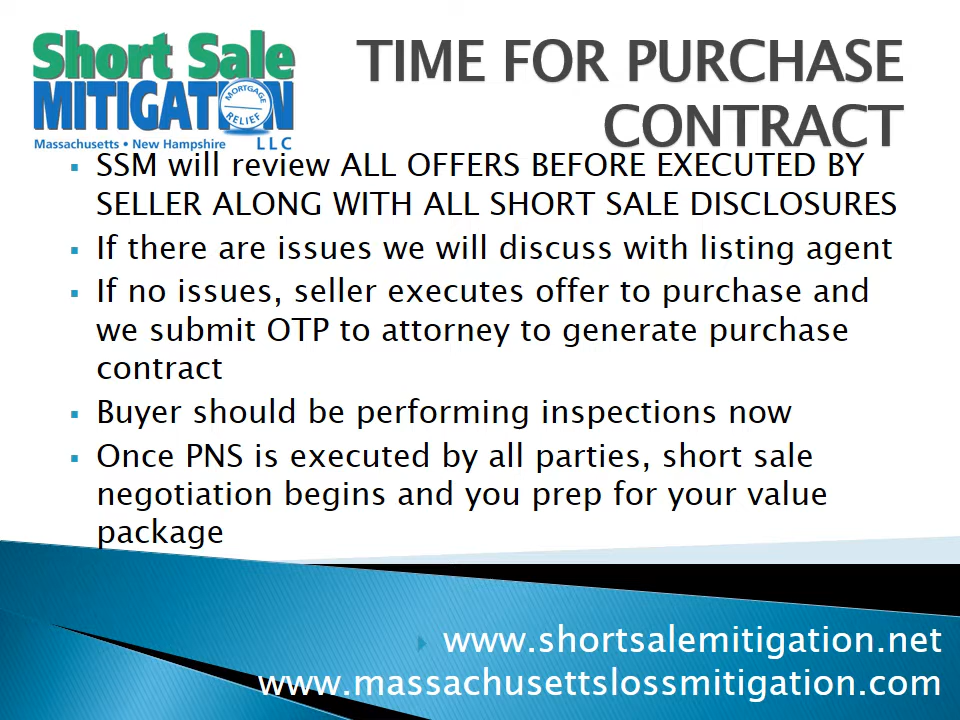 Short Sale
MITIGATION
MORTGAGE
RELIEF
Massachusetts • New Hampshire LLC
TIME FOR PURCHASE
CONTRACT
▪ SSM will review ALL OFFERS BEFORE EXECUTED BY
SELLER ALONG WITH ALL SHORT SALE DISCLOSURES
▪ If there are issues we will discuss with listing agent
▪ If no issues, seller executes offer to purchase and
we submit OTP to attorney to generate purchase
contract
▪ Buyer should be performing inspections now
▪ Once PNS is executed by all parties, short sale
negotiation begins and you prep for your value
package
www.shortsalemitigation.net
www.massachusettslossmitigation.com